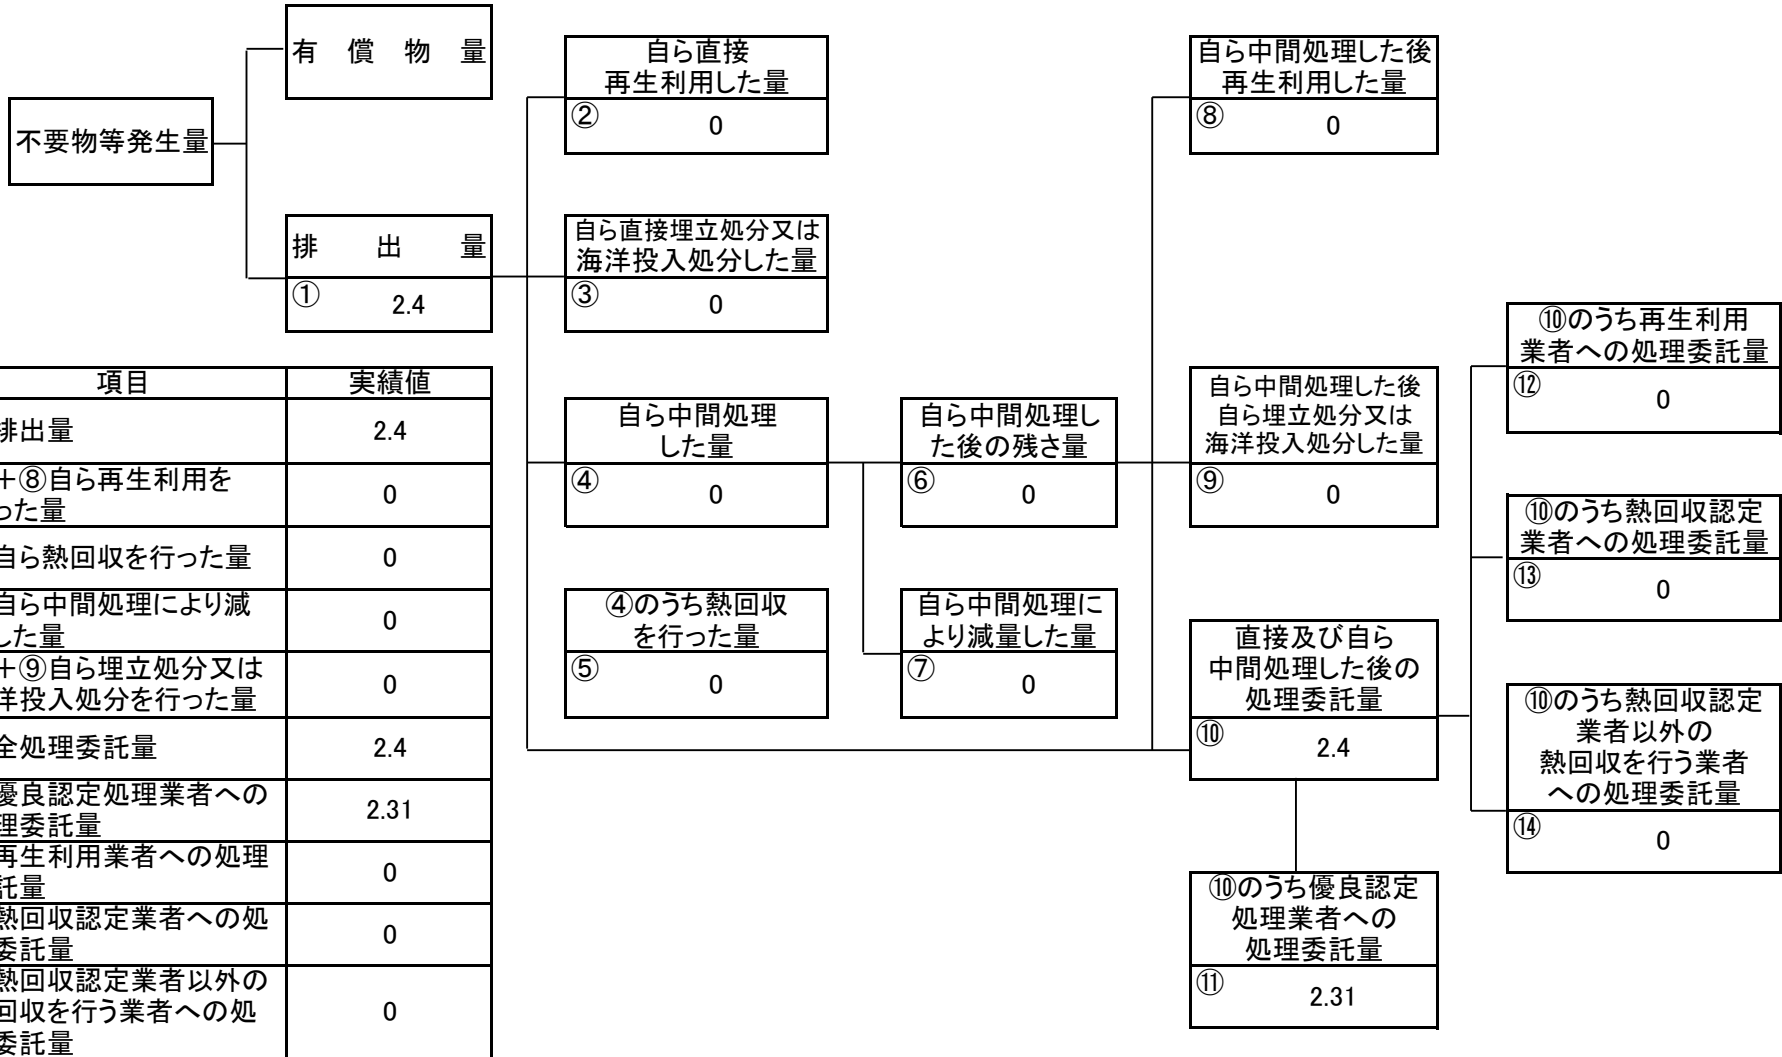 有償物量
不要物等発生量
排出量
①
2.4
自ら直接
再生利用した量
②
0
自ら直接埋立処分又は
海洋投入処分した量
③
0
自ら中間処理
した量
④
0
④のうち熱回収
を行った量
⑤
0
自ら中間処理し
た後の残さ量
⑥
0
自ら中間処理に
より減量した量
⑦
0
自ら中間処理した後
再生利用した量
⑧
0
自ら中間処理した後
自ら埋立処分又は
海洋投入処分した量
⑨
0
直接及び自ら
中間処理した後の
処理委託量
⑩
2.4
⑩のうち優良認定
処理業者への
処理委託量
⑪
2.31
⑩のうち再生利用
業者への処理委託量
⑫
0
⑩のうち熱回収認定
業者への処理委託量
⑬
0
⑩のうち熱回収認定
業者以外の
熱回収を行う業者
への処理委託量
⑭
0
項目 実績値
排出量
2.4
+⑧自ら再生利用を
った量
0
自ら熱回収を行った量
0
自ら中間処理により減
した量
0
+⑨自ら埋立処分又は
洋投入処分を行った量
0
全処理委託量
2.4
優良認定処理業者への
理委託量
2.31
再生利用業者への処理
託量
0
熱回収認定業者への処
委託量
0
熱回収認定業者以外の
回収を行う業者への処
委託量
0